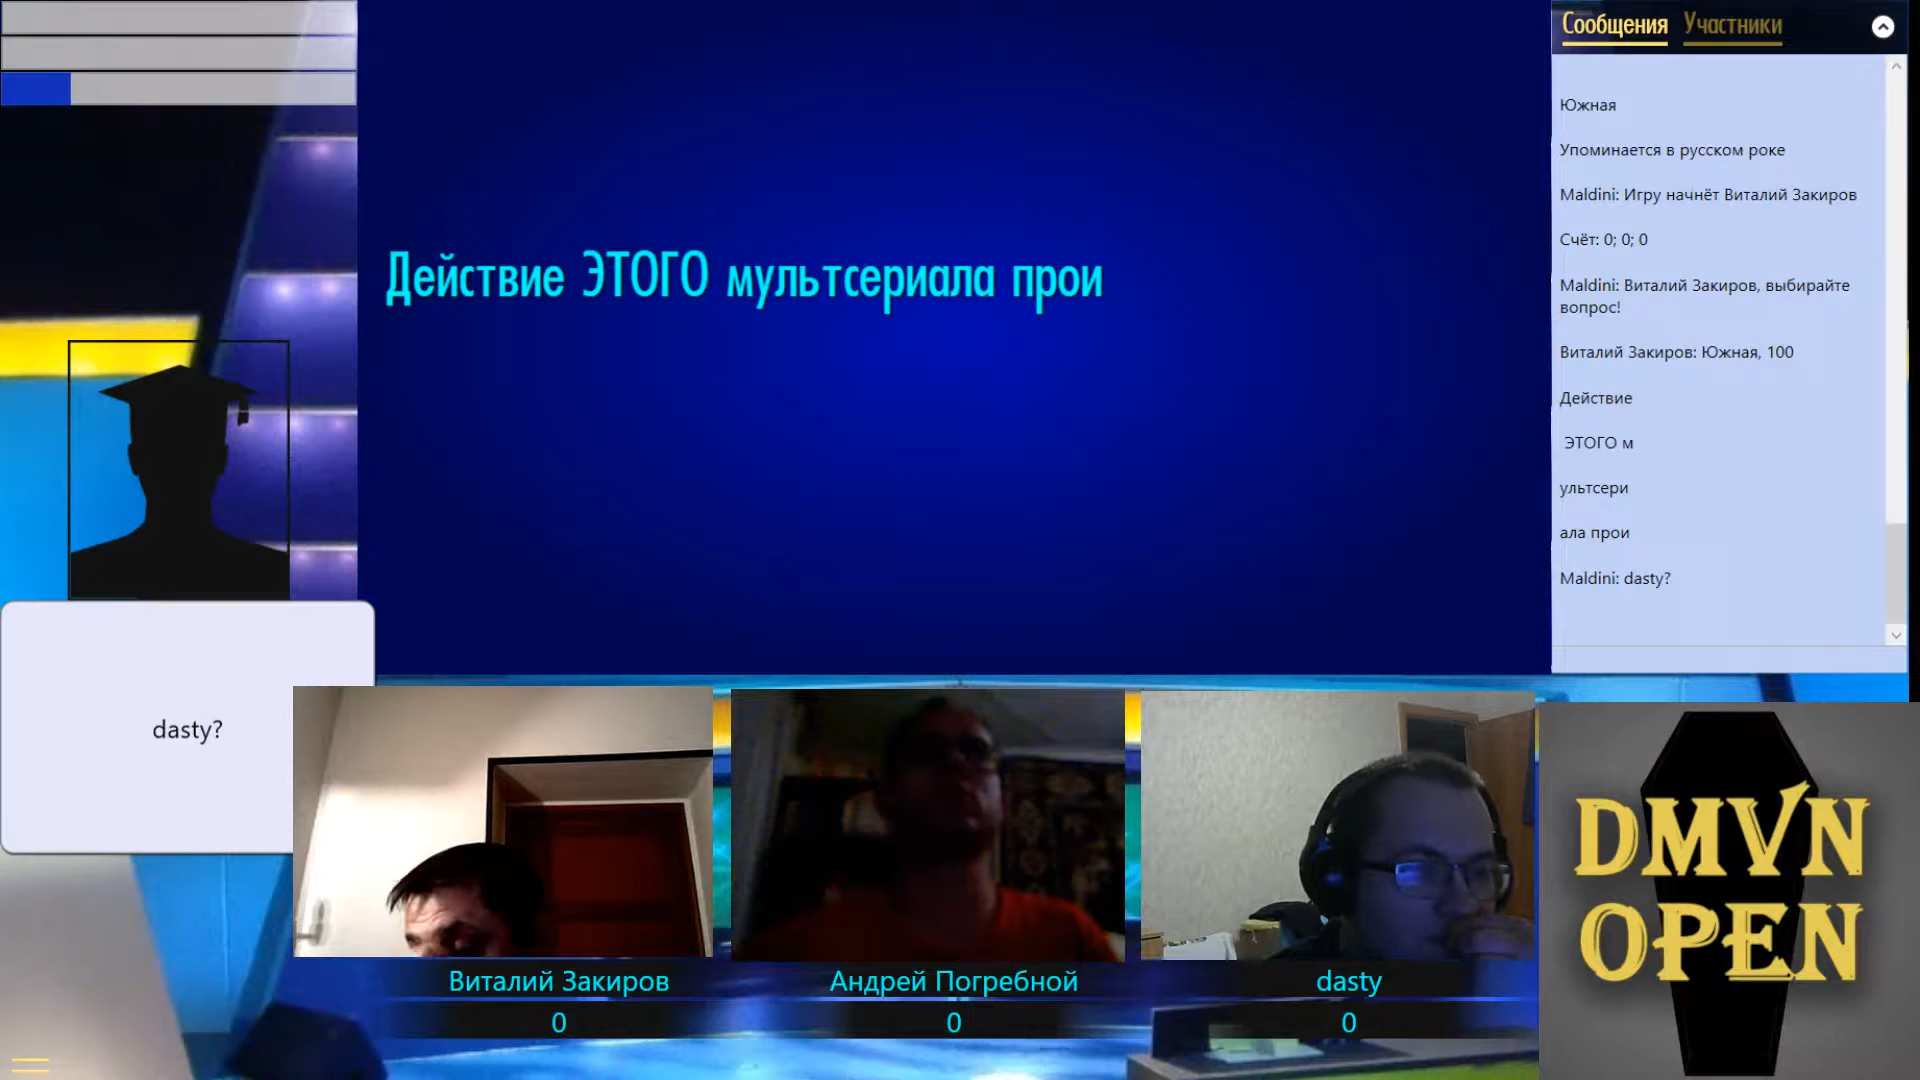 Действие ЭТОГО мультсериала прои
Сообщения Участники
Южная
Упоминается в русском роке
Maldini: Игру начнёт Виталий Закиров
Счёт: 0; 0; 0
Maldini: Виталий Закиров, выбирайте
вопрос!
Виталий Закиров: Южная, 100
Действие
ЭТОГО м
ультсери
ала прои
Maldini: dasty?
dasty?
Виталий Закиров
0
Андрей Погребной
0
dasty
0
DMVN
OPEN